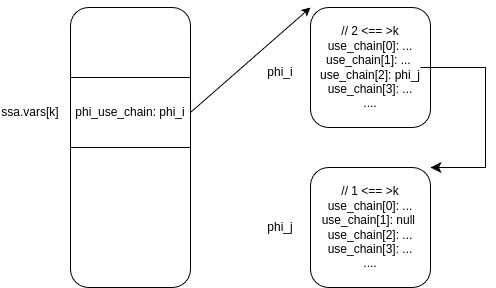 ssa.vars[k]
phi_use_chain: phi_i
phi_i
// 2 <== >k
use_chain[0]: ...
use_chain[1]: ...
use_chain[2]: phi_j
use_chain[3]: ...
....
phi_j
// 1 <== >k
use_chain[0]: ...
use_chain[1]: null
use_chain[2]: ...
use_chain[3]: ...
....